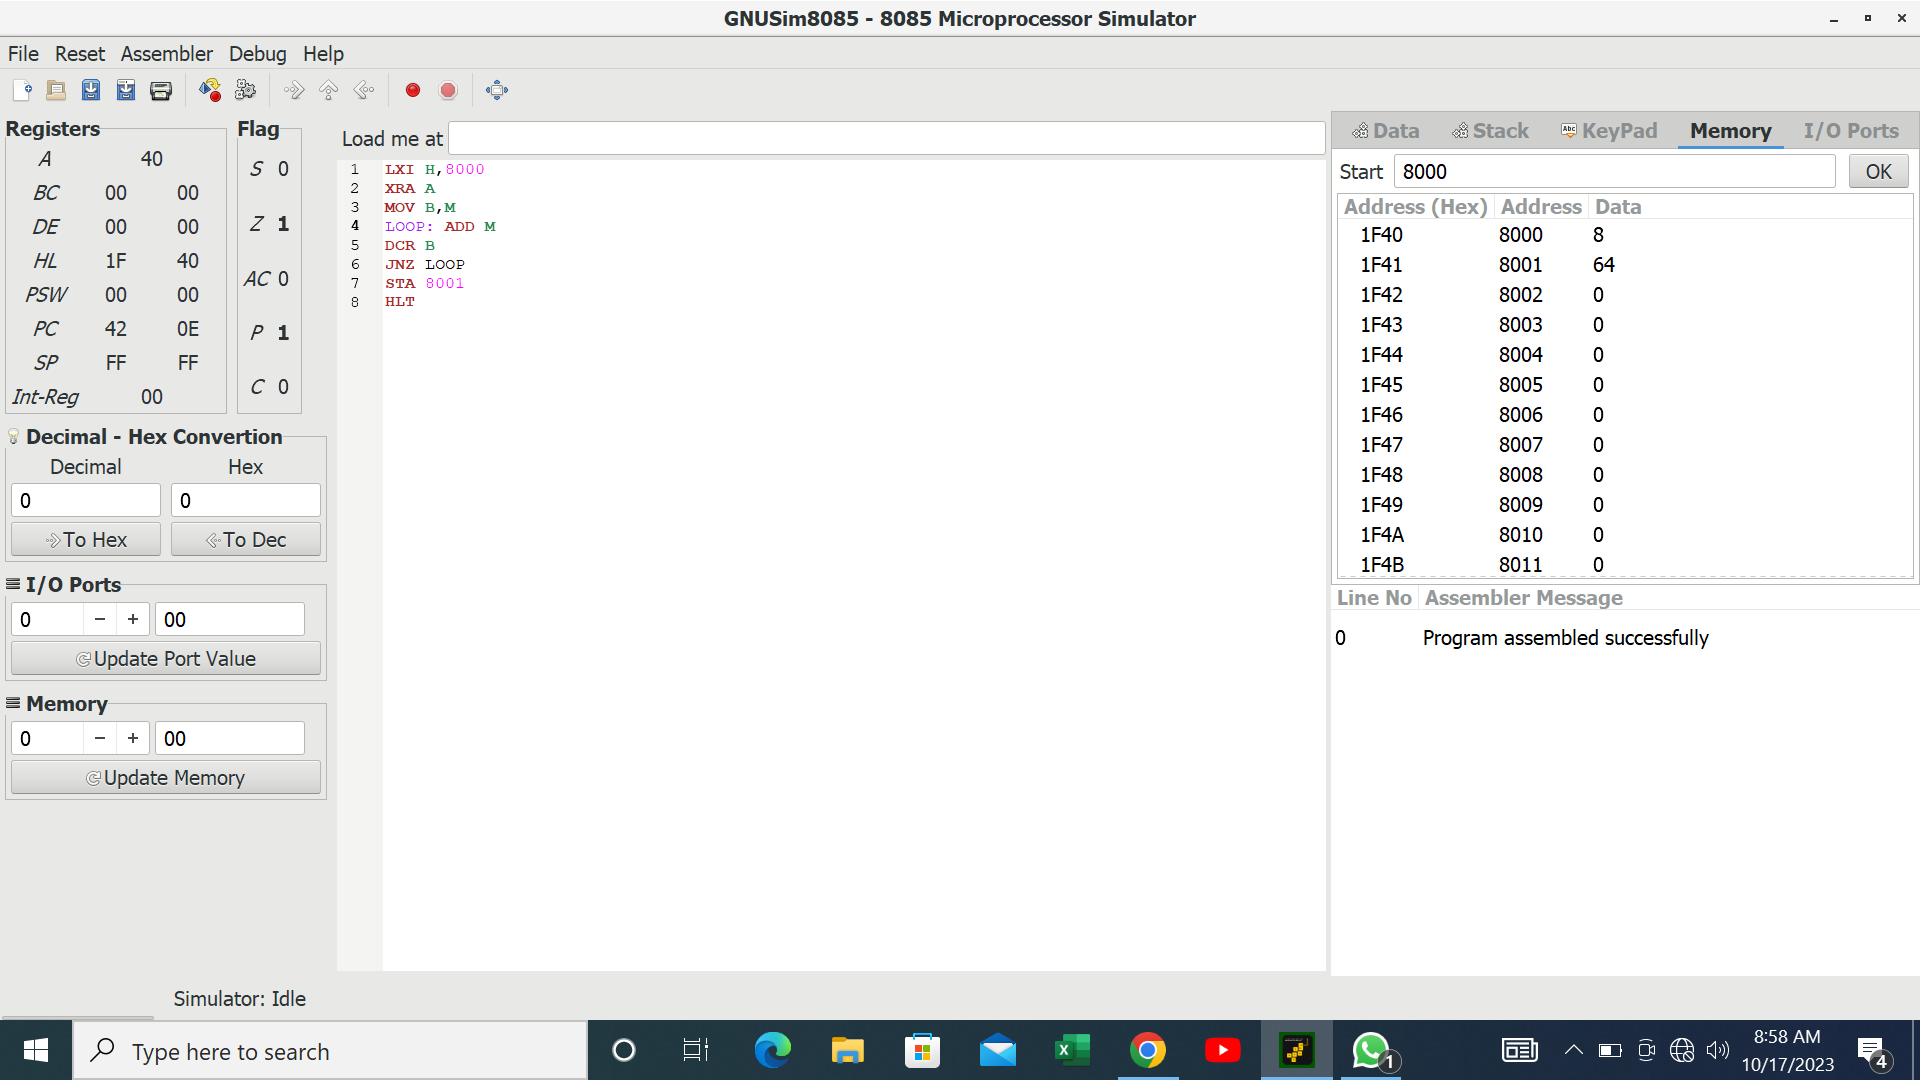 GNUSim8085 - 8085 Microprocessor Simulator
File Reset Assembler Debug Help
Registers
A 40
BC 00 00
DE 00 00
HL 1F 40
PSW 00 00
PC 42 0E
SP FF FF
Int-Reg 00
Flag
S 0
Z 1
AC 0
P 1
C 0
Decimal - Hex Convertion
Decimal Hex
0 0
To Hex To Dec
I/O Ports
0 − + 00
Update Port Value
Memory
0 − + 00
Update Memory
Load me at
1 LXI H,8000
2 XRA A
3 MOV B,M
4 LOOP: ADD M
5 DCR B
6 JNZ LOOP
7 STA 8001
8 HLT
Data Stack Abc KeyPad Memory I/O Ports
Start 8000 OK
Address (Hex) Address Data
1F40 8000 8
1F41 8001 64
1F42 8002 0
1F43 8003 0
1F44 8004 0
1F45 8005 0
1F46 8006 0
1F47 8007 0
1F48 8008 0
1F49 8009 0
1F4A 8010 0
1F4B 8011 0
Line No Assembler Message
0 Program assembled successfully
Simulator: Idle
Type here to search
1
8:58 AM
10/17/2023
4